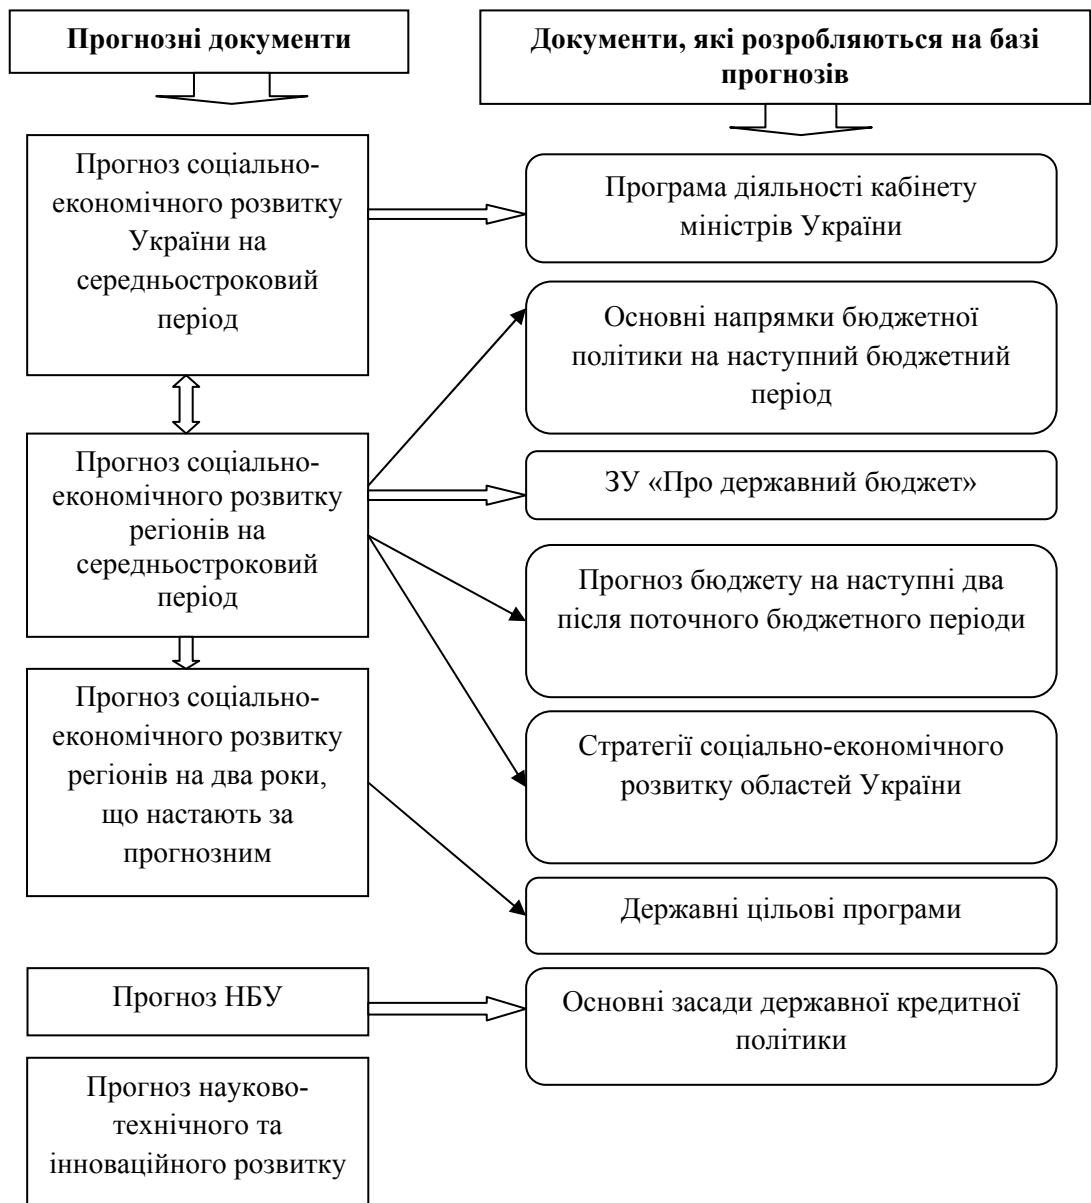 Прогнозні документи
Документи, які розробляються на базі
прогнозів
Прогноз соціально-
економічного розвитку
України на
середньостроковий
період
Програма діяльності кабінету
міністрів України
Основні напрямки бюджетної
політики на наступний бюджетний
період
Прогноз соціально-
економічного розвитку
регіонів на
середньостроковий
період
ЗУ «Про державний бюджет»
Прогноз бюджету на наступні два
після поточного бюджетного періоди
Прогноз соціально-
економічного розвитку
регіонів на два роки,
що настають за
прогнозним
Стратегії соціально-економічного
розвитку областей України
Державні цільові програми
Прогноз НБУ
Основні засади державної кредитної
політики
Прогноз науково-
технічного та
інноваційного розвитку